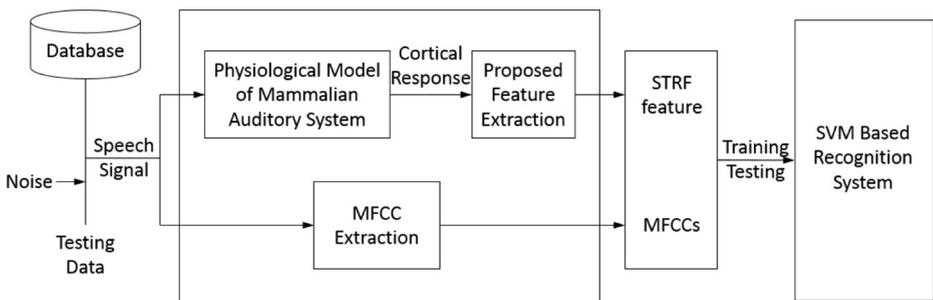 Database
Speech
Signal
Noise
Testing
Data
Physiological Model
of Mammalian
Auditory System
Cortical
Response
Proposed
Feature
Extraction
MFCC
Extraction
STRF
feature
MFCCs
Training
Testing
SVM Based
Recognition
System